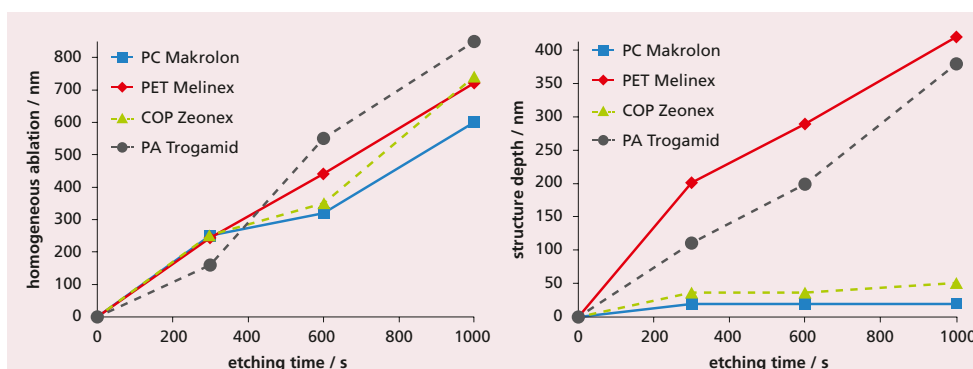 homogeneous ablation / nm
800
700
600
500
400
300
200
100
0
PC Makrolon
PET Melinex
COP Zeonex
PA Trogamid
0 200 400 600 800 1000
etching time / s
structure depth / nm
400
350
300
250
200
150
100
50
0
PC Makrolon
PET Melinex
COP Zeonex
PA Trogamid
0 200 400 600 800 1000
etching time / s